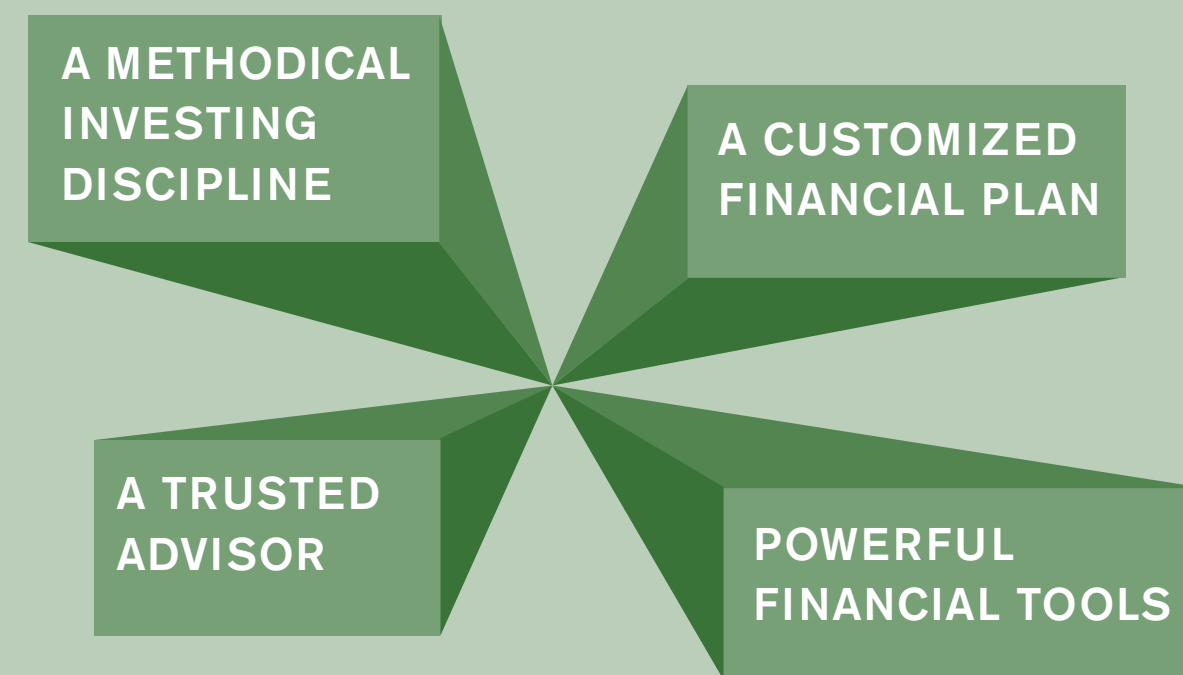 A METHODICAL
INVESTING
DISCIPLINE
A CUSTOMIZED
FINANCIAL PLAN
A TRUSTED
ADVISOR
POWERFUL
FINANCIAL TOOLS